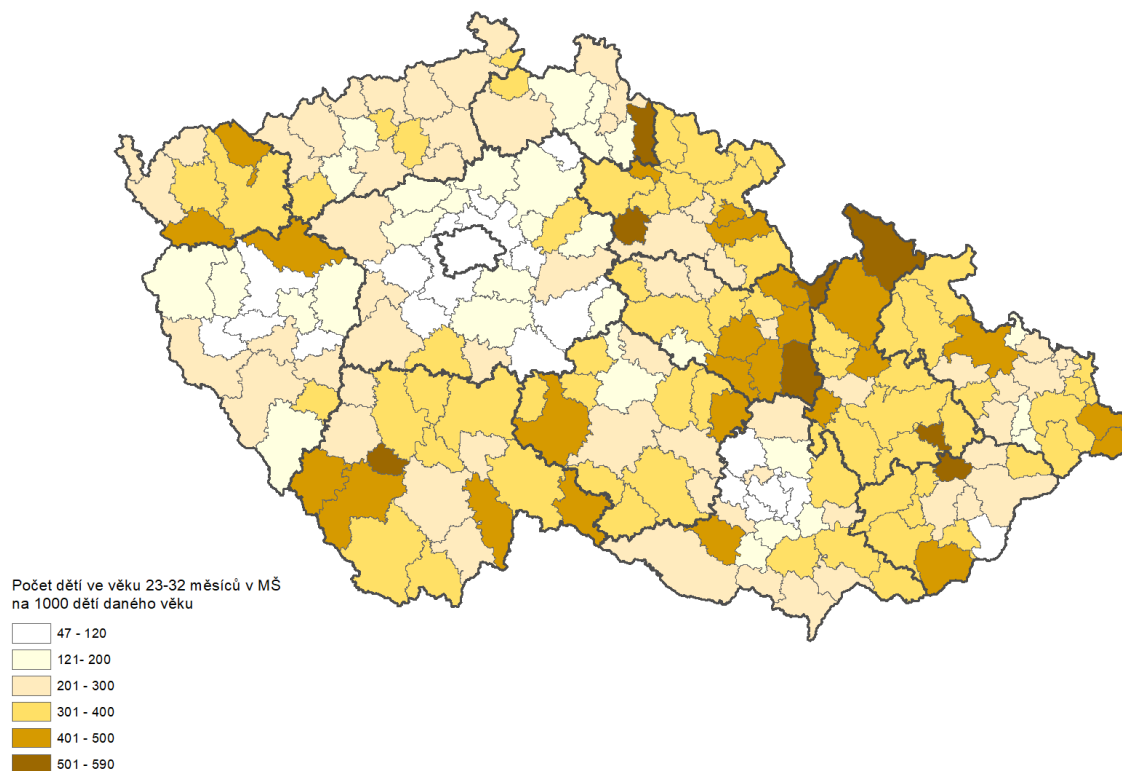 Počet dětí ve věku 23-32 měsíců v MŠ
na 1000 dětí daného věku
47 - 120
121- 200
201 - 300
301 - 400
401 - 500
501 - 590